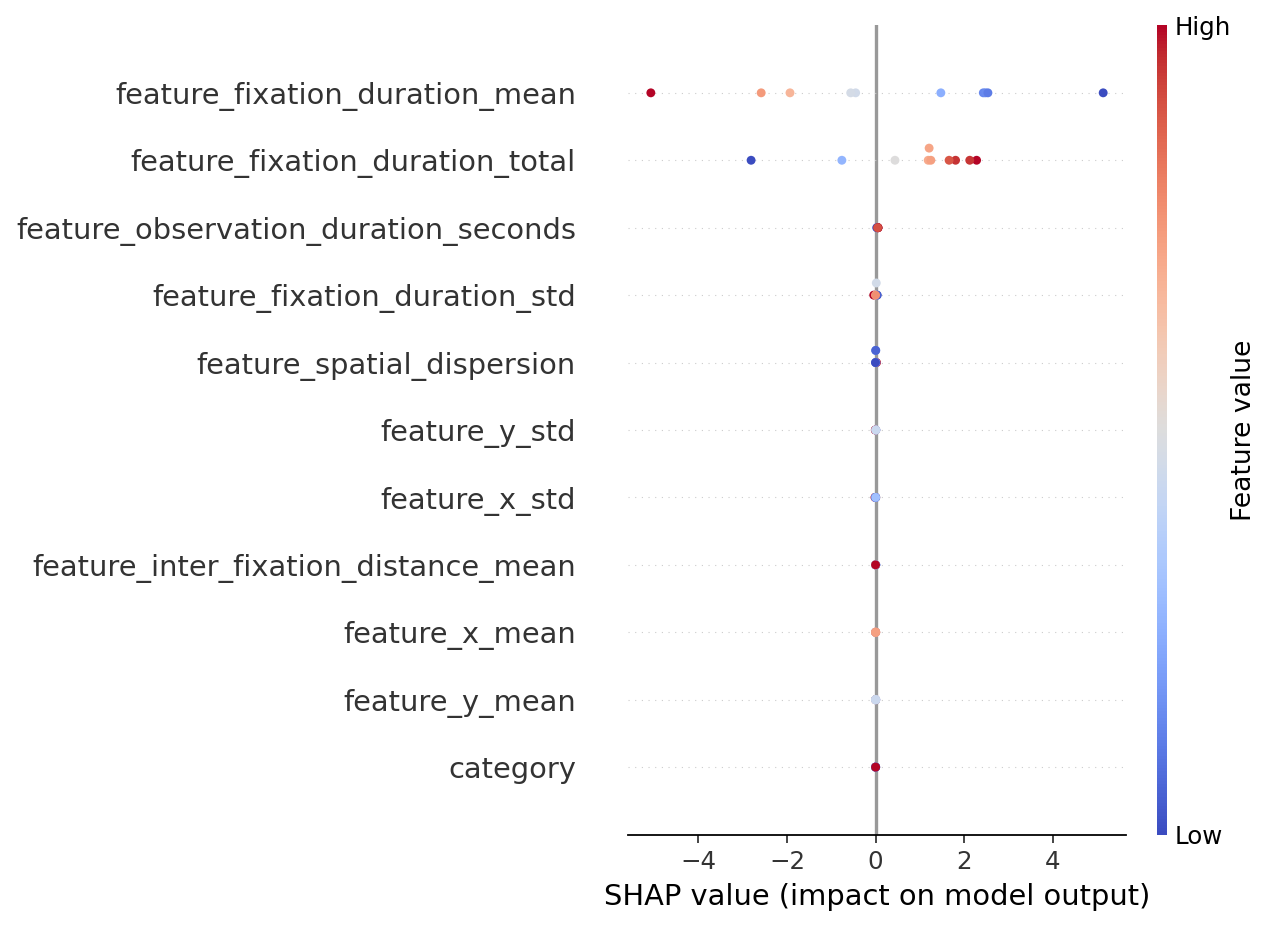 High
feature_fixation_duration_mean
feature_fixation_duration_total
feature_observation_duration_seconds
feature_fixation_duration_std
feature_spatial_dispersion
feature_y_std
feature_x_std
feature_inter_fixation_distance_mean
feature_x_mean
feature_y_mean
category
Feature value
Low
−4 −2 0 2 4
SHAP value (impact on model output)